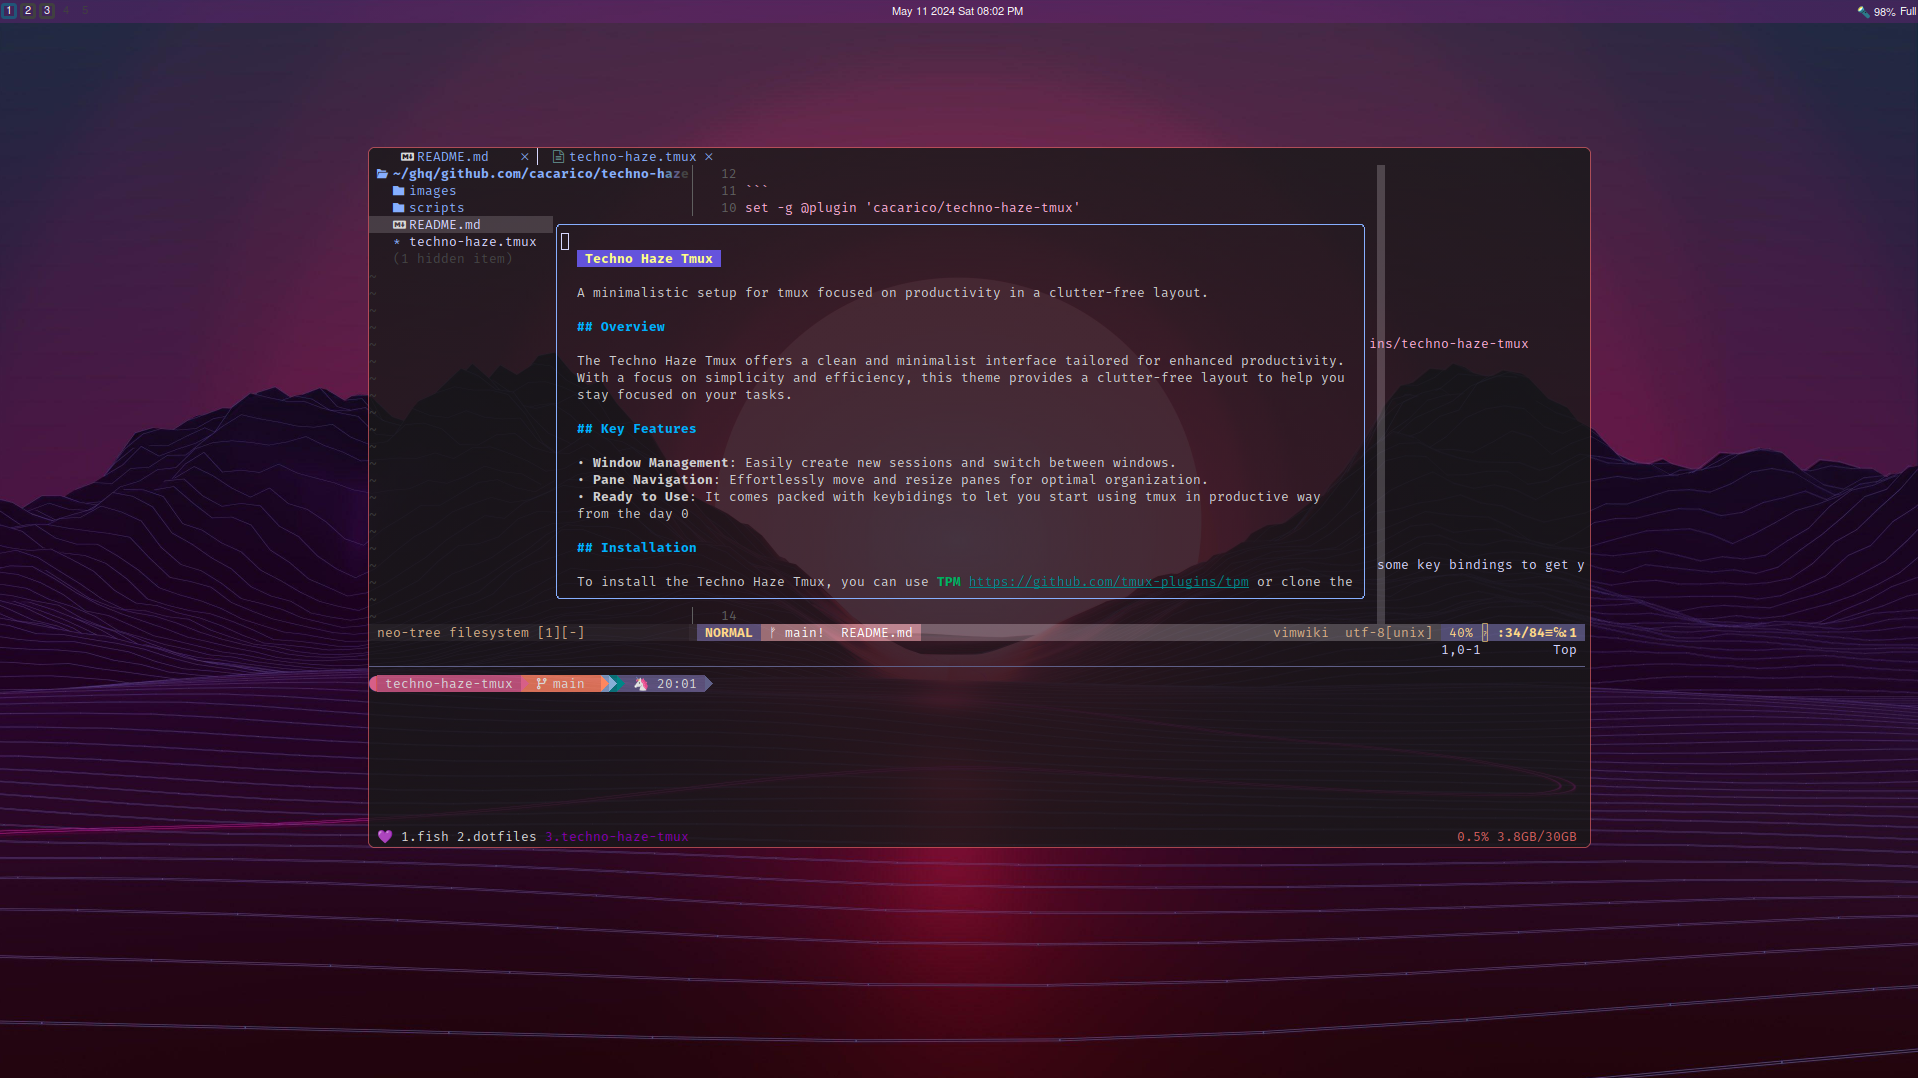 1 2 3 4 5
May 11 2024 Sat 08:02 PM
98% Full
README.md × techno-haze.tmux ×
~/ghq/github.com/cacarico/techno-haze
12
images
11 ```
scripts
10 set -g @plugin 'cacarico/techno-haze-tmux'
README.md
* techno-haze.tmux
(1 hidden item)
Techno Haze Tmux
A minimalistic setup for tmux focused on productivity in a clutter-free layout.
## Overview
ins/techno-haze-tmux
The Techno Haze Tmux offers a clean and minimalist interface tailored for enhanced productivity.
With a focus on simplicity and efficiency, this theme provides a clutter-free layout to help you
stay focused on your tasks.
## Key Features
• Window Management: Easily create new sessions and switch between windows.
• Pane Navigation: Effortlessly move and resize panes for optimal organization.
• Ready to Use: It comes packed with keybidings to let you start using tmux in productive way
from the day 0
## Installation
some key bindings to get y
To install the Techno Haze Tmux, you can use TPM https://github.com/tmux-plugins/tpm or clone the
14
neo-tree filesystem [1][-] NORMAL main! README.md vimwiki utf-8[unix] 40% :34/84≡℅:1
1,0-1 Top
techno-haze-tmux main 20:01
1.fish 2.dotfiles 3.techno-haze-tmux 0.5% 3.8GB/30GB